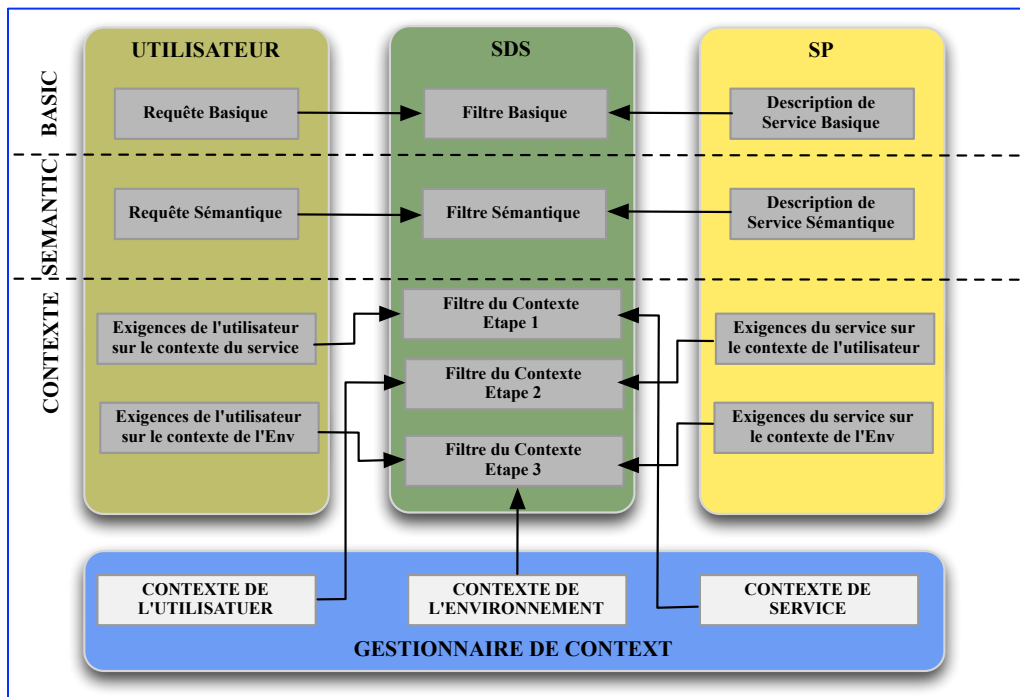 UTILISATEUR
SDS
SP
BASIC
Requête Basique
Filtre Basique
Description de
Service Basique
SEMANTIC
Requête Sémantique
Filtre Sémantique
Description de
Service Sémantique
CONTEXTE
Exigences de l'utilisateur
sur le contexte du service
Filtre du Contexte
Etape 1
Exigences du service sur
le contexte de l'utilisateur
Filtre du Contexte
Etape 2
Exigences de l'utilisateur
sur le contexte de l'Env
Filtre du Contexte
Etape 3
Exigences du service sur
le contexte de l'Env
CONTEXTE DE
L'UTILISATUER
CONTEXTE DE
L'ENVIRONNEMENT
CONTEXTE DE
SERVICE
GESTIONNAIRE DE CONTEXT